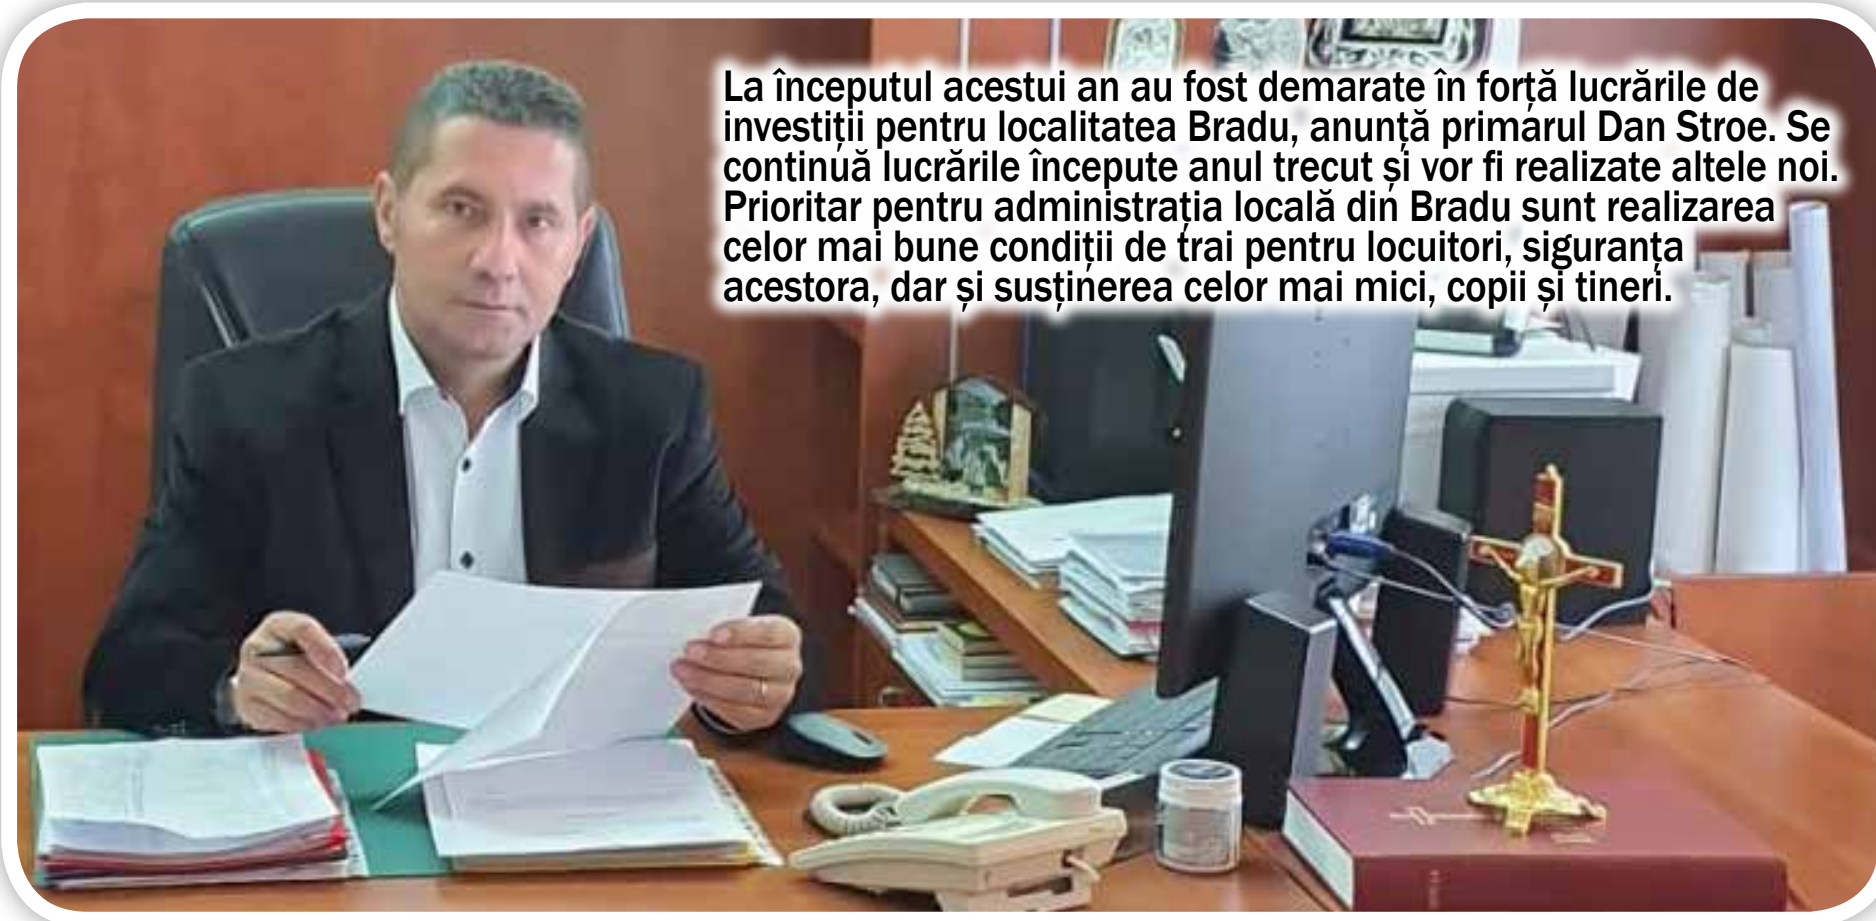 La începutul acestui an au fost demarate în forță lucrările de
investiții pentru localitatea Bradu, anunță primarul Dan Stroe. Se
continuă lucrările începute anul trecut și vor fi realizate altele noi.
Prioritar pentru administrația locală din Bradu sunt realizarea
celor mai bune condiții de trai pentru locuitori, siguranța
acestora, dar și susținerea celor mai mici, copii și tineri.